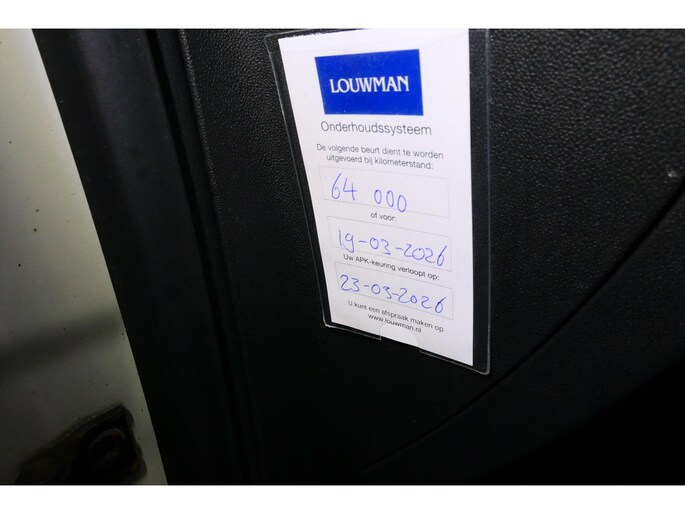 LOUWMAN
Onderhoudssysteem
De volgende beurt dient te worden
uitgevoerd bij kilometerstand:
64 000
of voor:
19-03-2026
Uw APK-keuring verloopt op:
23-03-2026
U kunt een afspraak maken op
www.louwman.nl